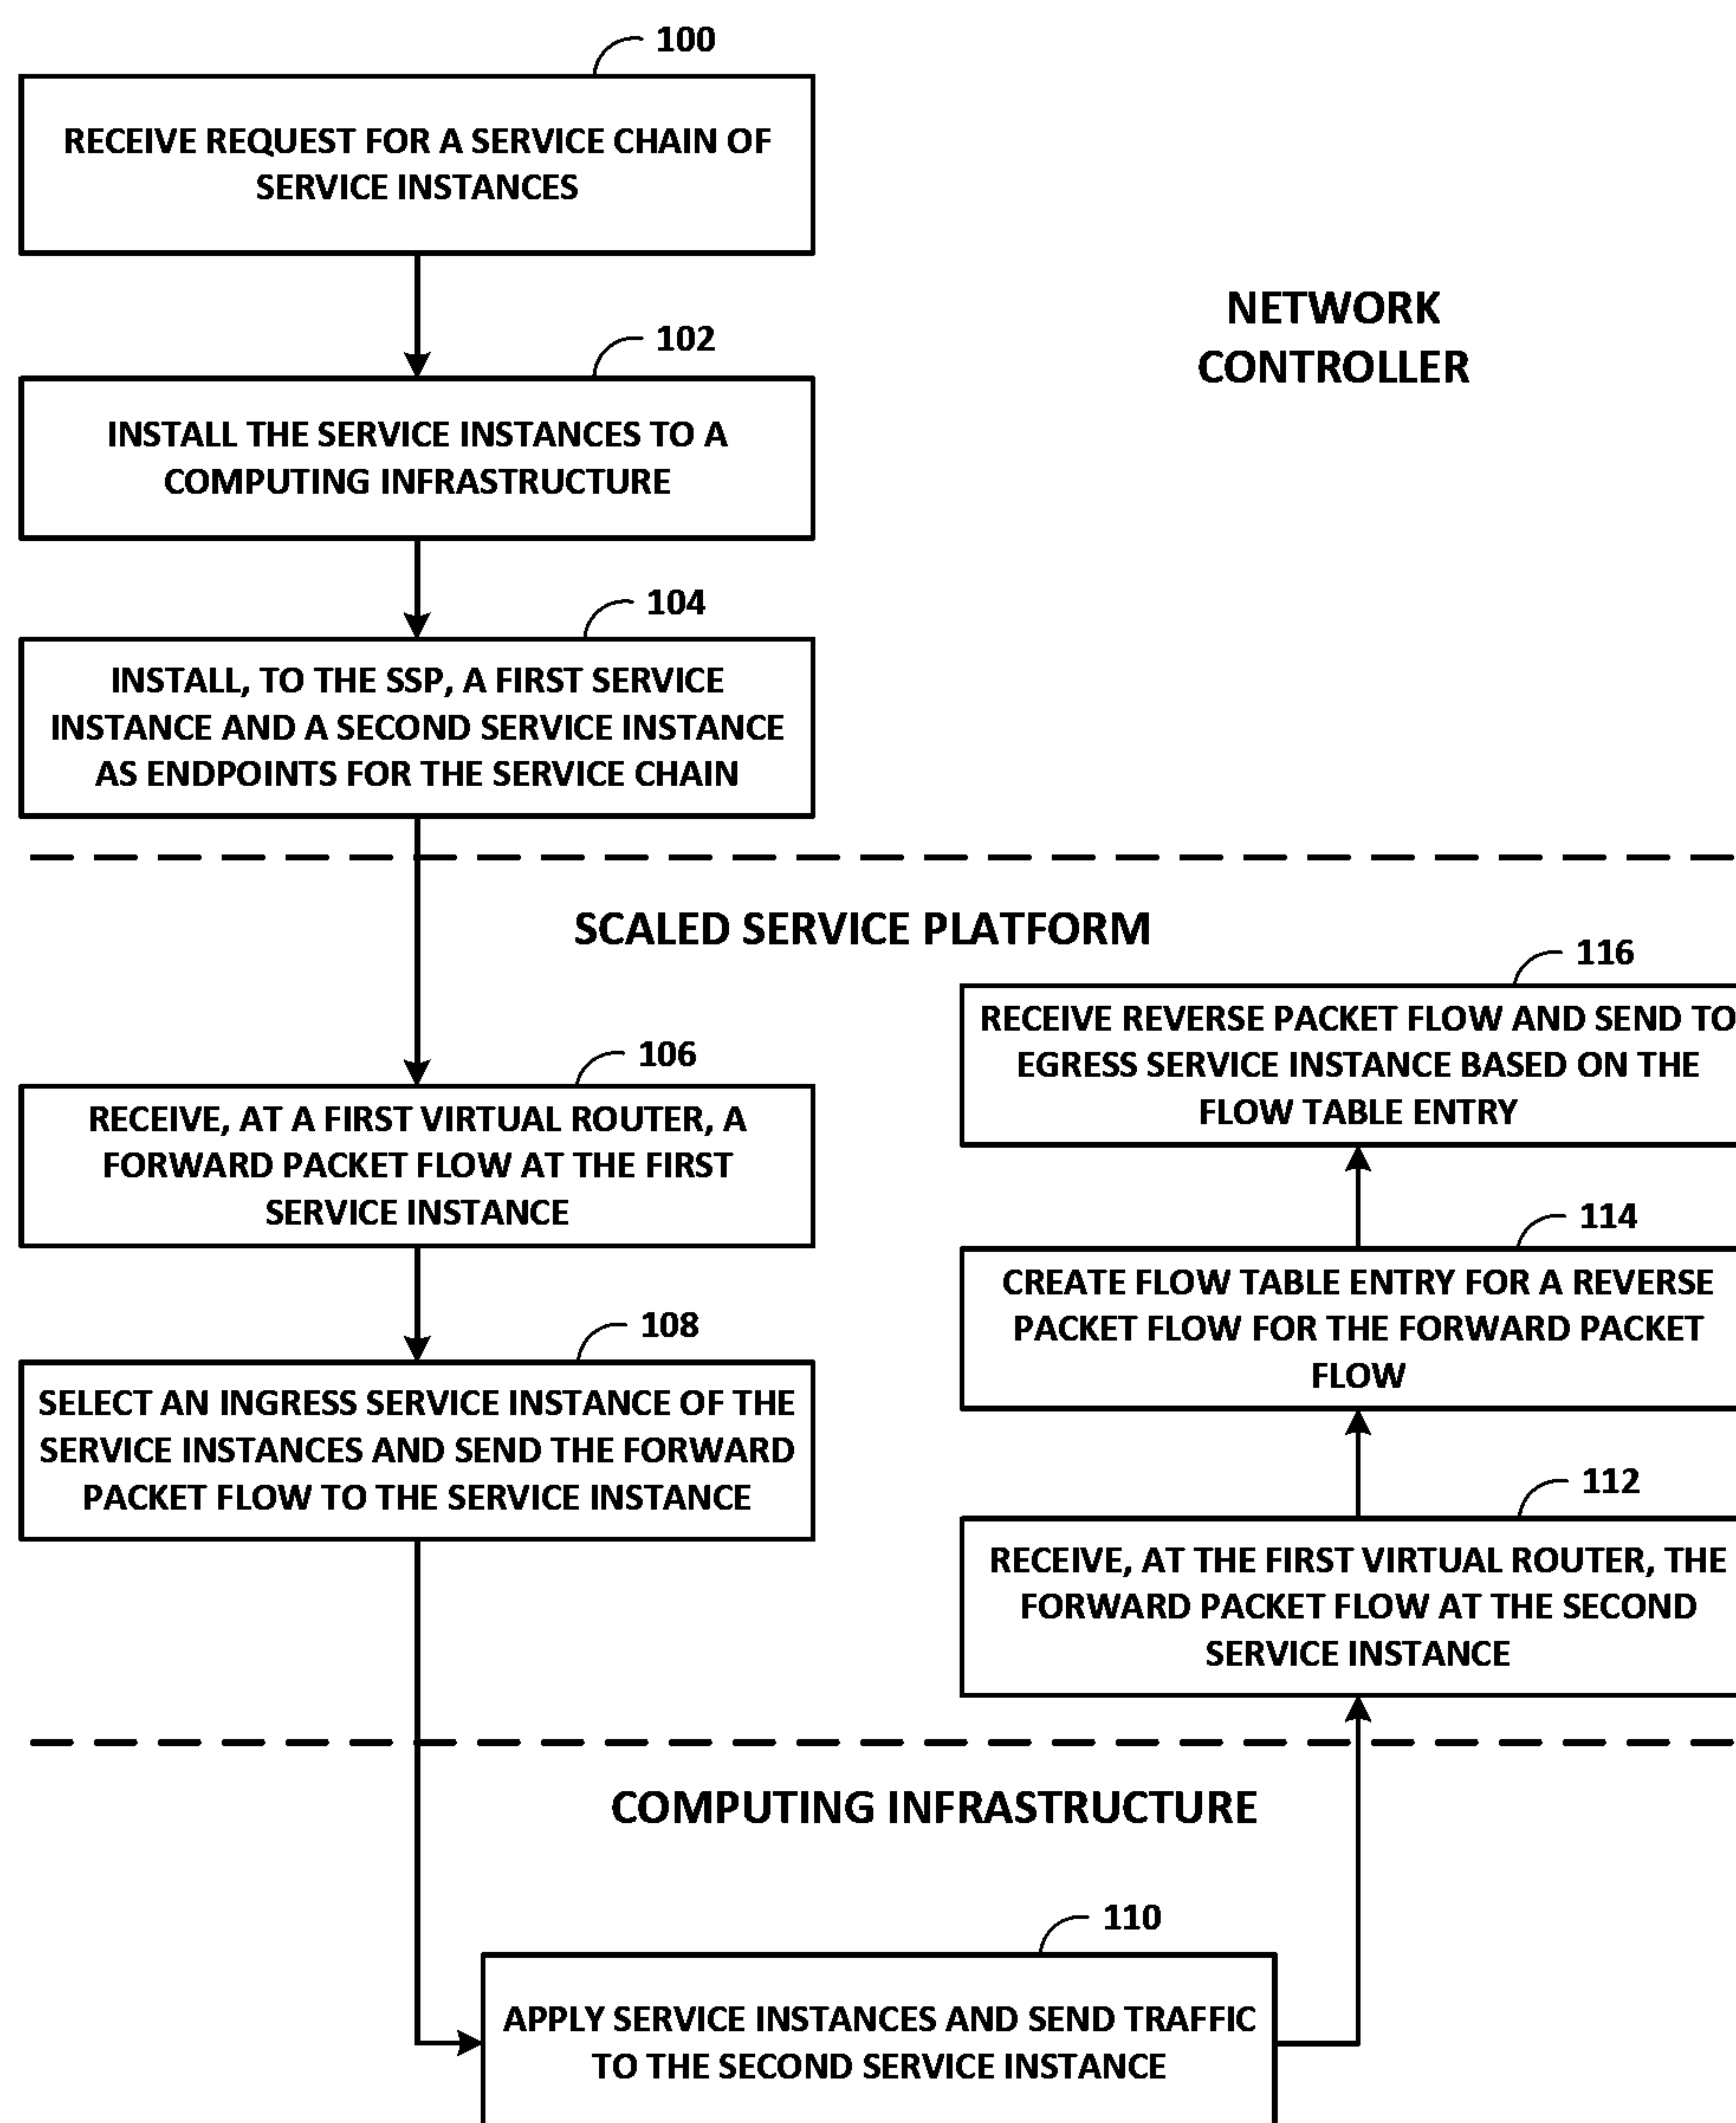 100
RECEIVE REQUEST FOR A SERVICE CHAIN OF
SERVICE INSTANCES
NETWORK
CONTROLLER
102
INSTALL THE SERVICE INSTANCES TO A
COMPUTING INFRASTRUCTURE
104
INSTALL, TO THE SSP, A FIRST SERVICE
INSTANCE AND A SECOND SERVICE INSTANCE
AS ENDPOINTS FOR THE SERVICE CHAIN
SCALED SERVICE PLATFORM
106
RECEIVE, AT A FIRST VIRTUAL ROUTER, A
FORWARD PACKET FLOW AT THE FIRST
SERVICE INSTANCE
108
SELECT AN INGRESS SERVICE INSTANCE OF THE
SERVICE INSTANCES AND SEND THE FORWARD
PACKET FLOW TO THE SERVICE INSTANCE
116
RECEIVE REVERSE PACKET FLOW AND SEND TO
EGRESS SERVICE INSTANCE BASED ON THE
FLOW TABLE ENTRY
114
CREATE FLOW TABLE ENTRY FOR A REVERSE
PACKET FLOW FOR THE FORWARD PACKET
FLOW
112
RECEIVE, AT THE FIRST VIRTUAL ROUTER, THE
FORWARD PACKET FLOW AT THE SECOND
SERVICE INSTANCE
COMPUTING INFRASTRUCTURE
110
APPLY SERVICE INSTANCES AND SEND TRAFFIC
TO THE SECOND SERVICE INSTANCE